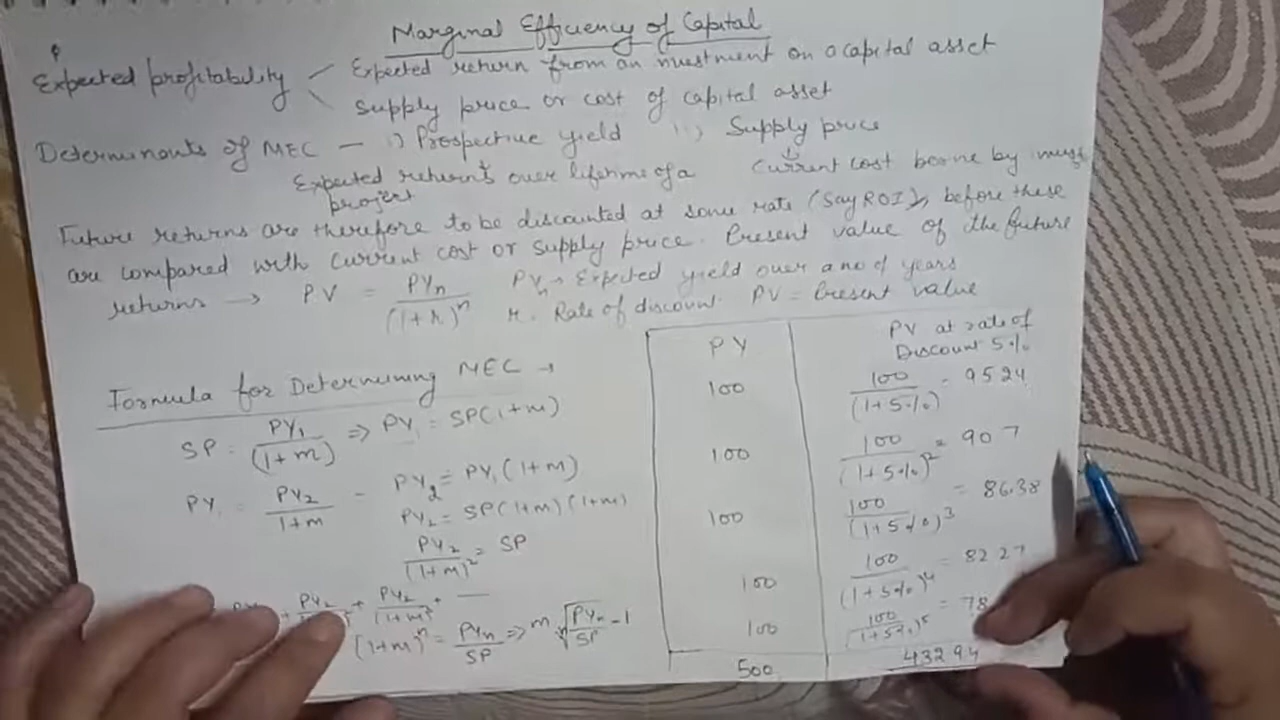 Marginal Efficiency of Capital
Expected profitability < Expected return from an investment on a capital asset
supply price or cost of capital asset
Determinants of MEC — i) Prospective yield ii) Supply price
Expected returns over lifetime of a project
Current cost borne by
Future returns are therefore to be discounted at some rate (Say ROI), before these
are compared with current cost or supply price. Present value of the future
returns → PV = PYn/(1+r)^n PYn = Expected yield over a no of years
r. Rate of discount. PV = Present value
Formula for Determining MEC →
SP = PY1/(1+m) ⇒ PY1 = SP(1+m)
PY1 = PY2/1+m = PY2 = PY1(1+m)
PY2 = SP(1+m)(1+m)
PY2/(1+m)^2 = SP
+ PY2 + PY2/(1+m)^3 + —
(1+m)^n = PYn/SP ⇒ m n√PYn/SP - 1
PY PV at rate of Discount 5%
100 100/(1+5%) = 95.24
100 100/(1+5%)^2 = 90.7
100 100/(1+5%)^3 = 86.38
100 100/(1+5%)^4 = 82.27
100 100/(1+5%)^5 = 78
500 432.94